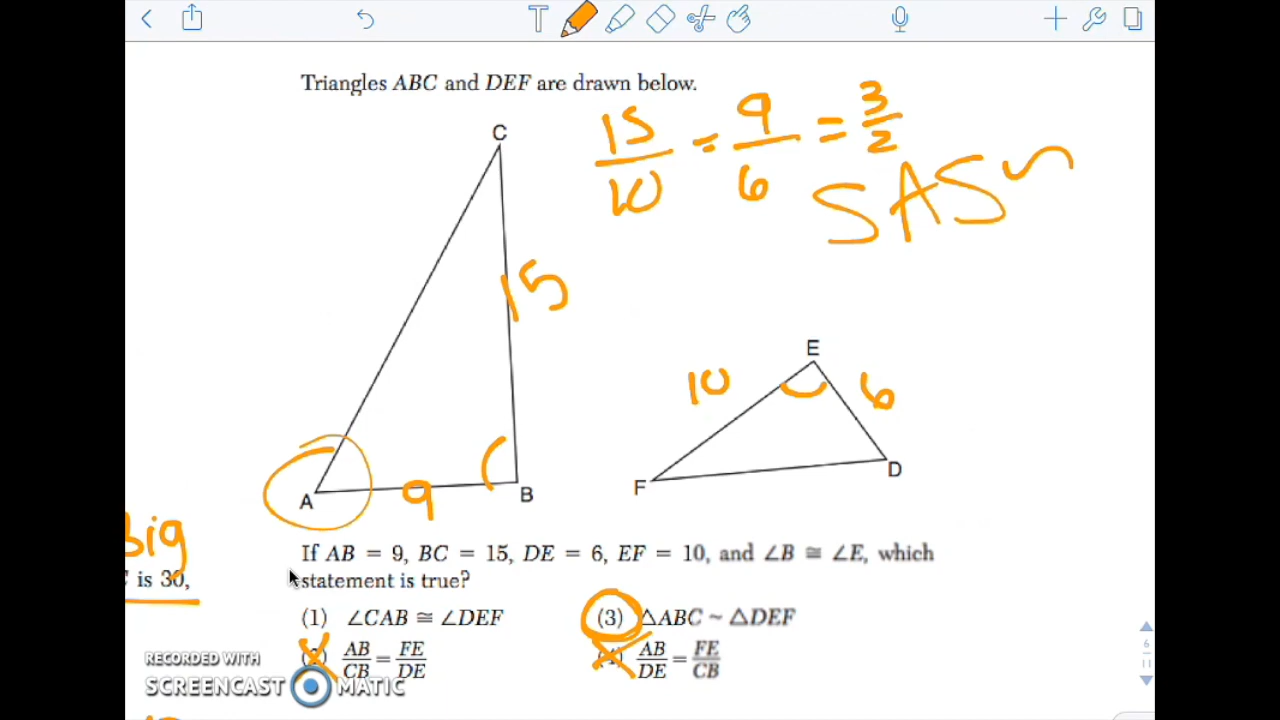 T
Triangles ABC and DEF are drawn below.
15/10 = 9/6 = 3/2
SAS ~
C
15
E
10
6
A
9
B
F
D
Big
is 30,
If AB = 9, BC = 15, DE = 6, EF = 10, and ∠B ≅ ∠E, which
statement is true?
(1) ∠CAB ≅ ∠DEF
(3) △ABC ~ △DEF
(2) AB/CB = FE/DE
(4) AB/DE = FE/CB
RECORDED WITH
SCREENCAST MATIC
6
11